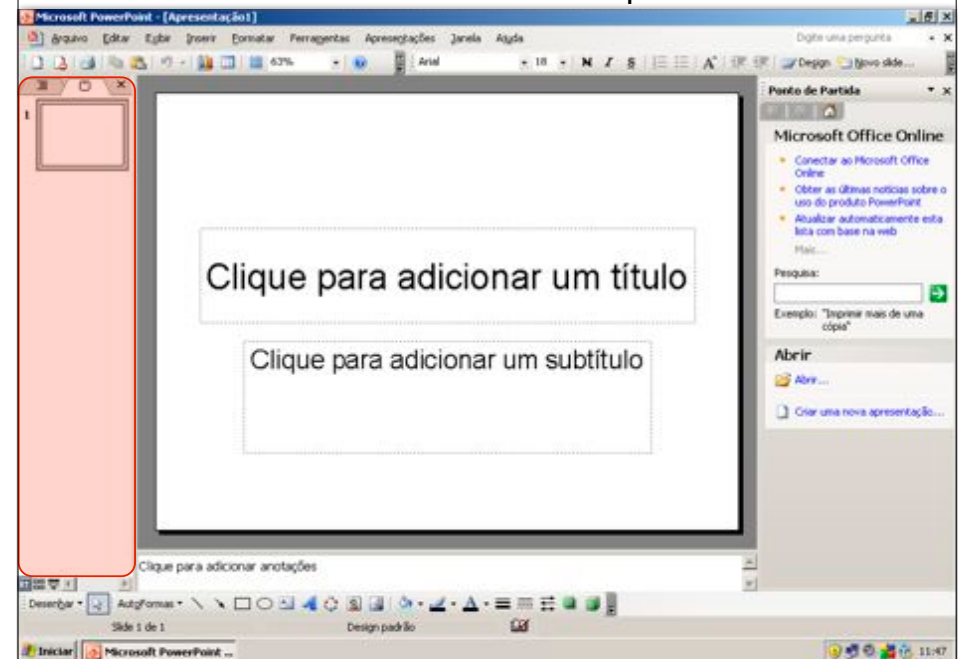 Microsoft PowerPoint - [Apresentação1]
Arquivo Editar Exibir Inserir Formatar Ferramentas Apresentações Janela Ajuda Digite uma pergunta
63% Arial 18 N I S A Design Novo slide...
Ponto de Partida
1
Microsoft Office Online
Conectar ao Microsoft Office
Online
Obter as últimas notícias sobre o
uso do produto PowerPoint
Atualizar automaticamente esta
lista com base na web
Mais...
Pesquisa:
Exemplo: "Imprimir mais de uma
cópia"
Abrir
Abrir...
Criar uma nova apresentação...
Clique para adicionar um título
Clique para adicionar um subtítulo
Clique para adicionar anotações
Desenhar AutoFormas
Slide 1 de 1 Design padrão
Iniciar Microsoft PowerPoint ... 11:47